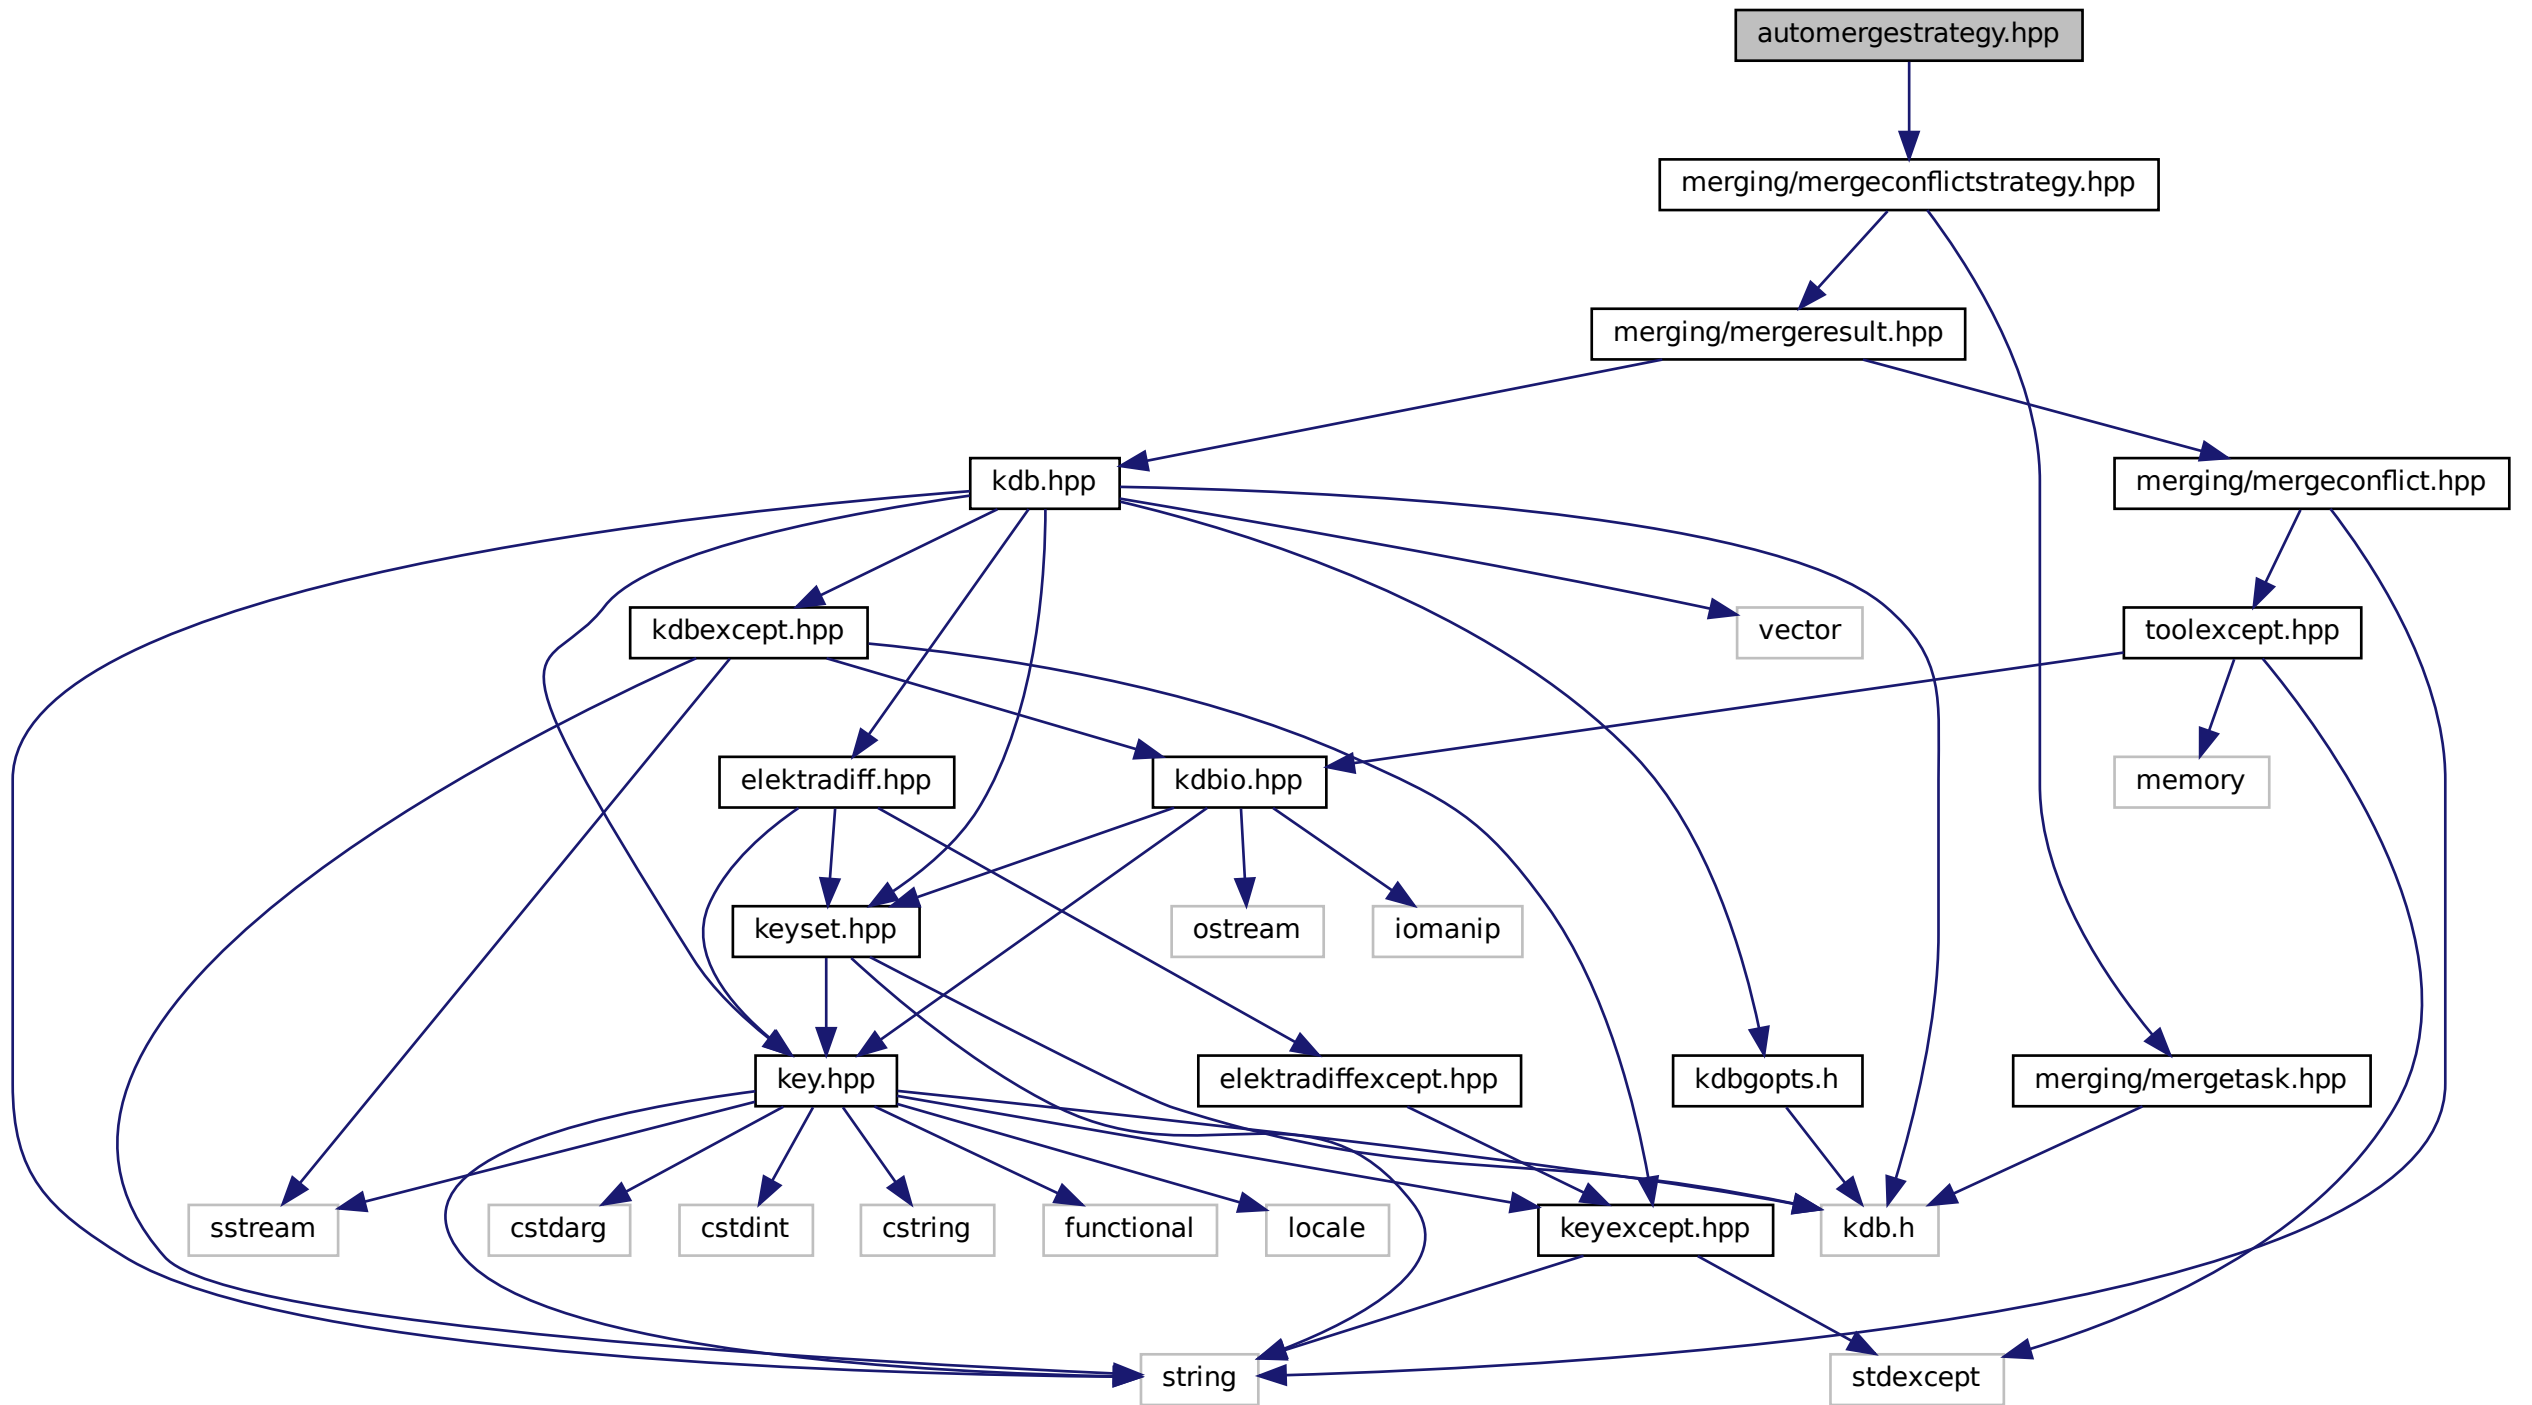 automergestrategy.hpp
merging/mergeconflictstrategy.hpp
merging/mergeresult.hpp
kdb.hpp
merging/mergeconflict.hpp
kdbexcept.hpp
vector
toolexcept.hpp
elektradiff.hpp
kdbio.hpp
memory
keyset.hpp
ostream
iomanip
key.hpp
elektradiffexcept.hpp
kdbgopts.h
merging/mergetask.hpp
sstream
cstdarg
cstdint
cstring
functional
locale
keyexcept.hpp
kdb.h
string
stdexcept